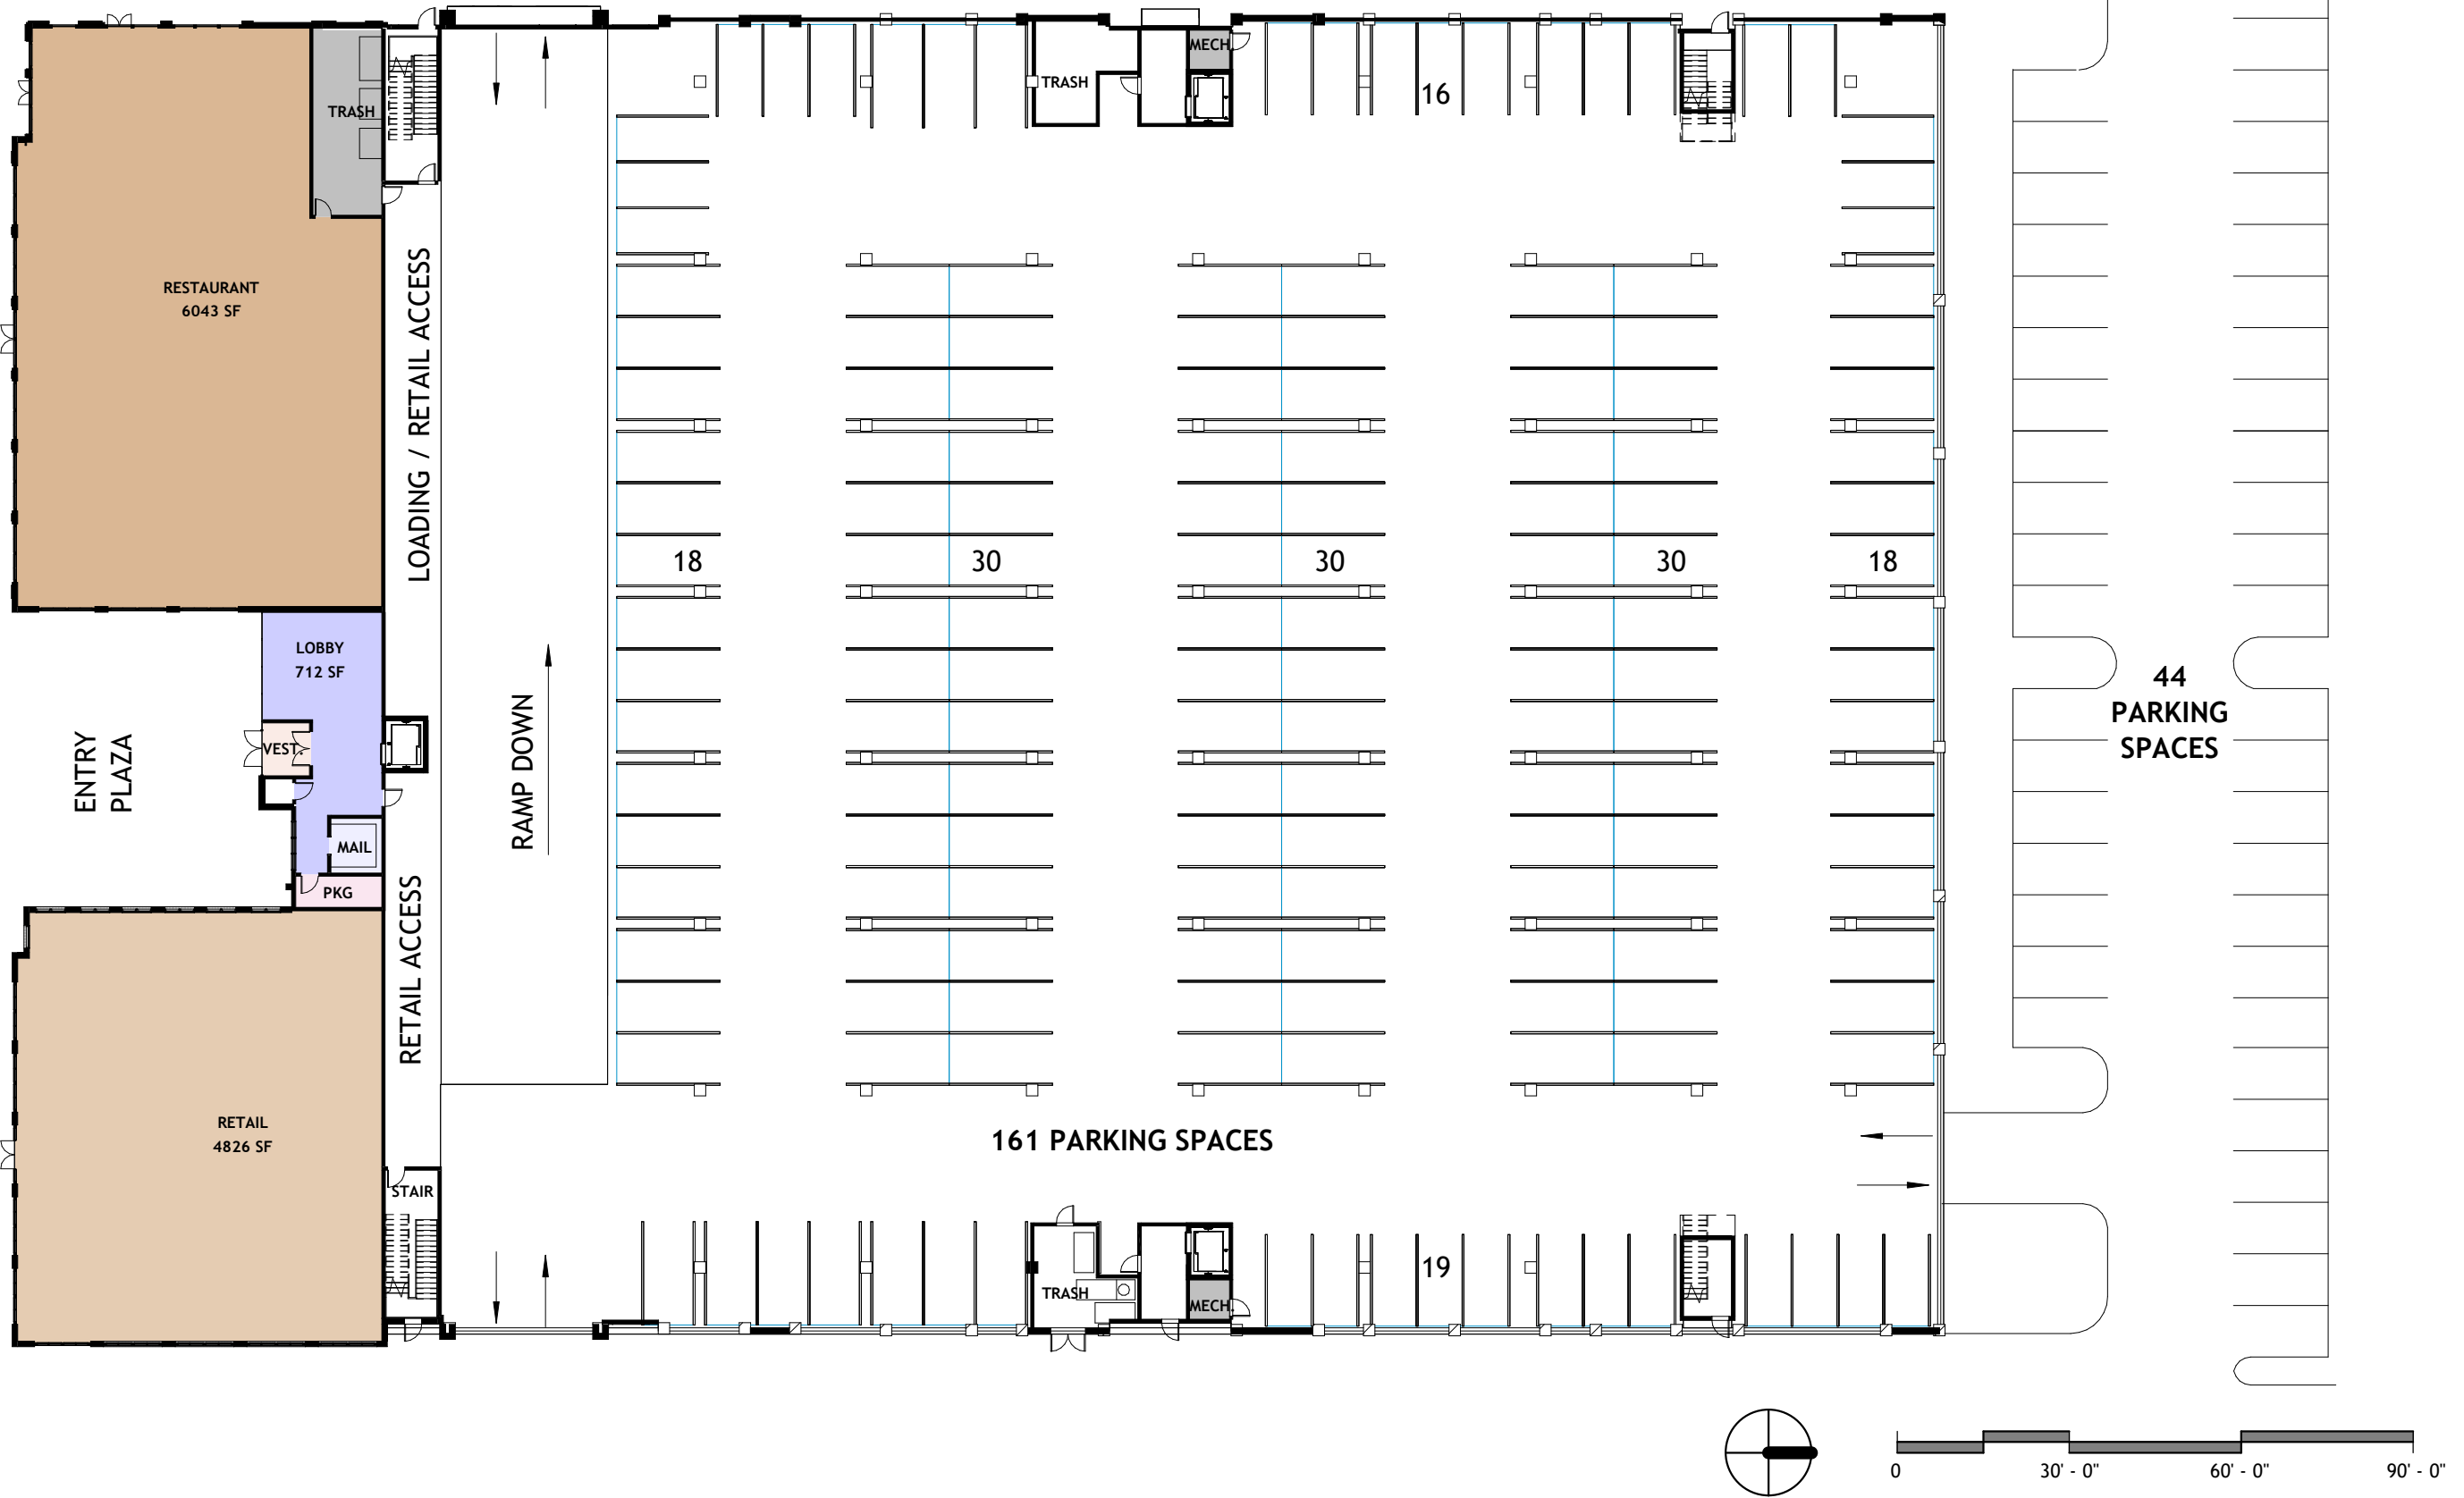 MECH.
TRASH
16
TRASH
RESTAURANT
6043 SF
LOADING / RETAIL ACCESS
18
30
30
30
18
LOBBY
712 SF
44
PARKING
SPACES
VEST.
ENTRY
PLAZA
RAMP DOWN
MAIL
PKG
RETAIL ACCESS
RETAIL
4826 SF
161 PARKING SPACES
STAIR
19
TRASH
MECH.
0
30' - 0"
60' - 0"
90' - 0"